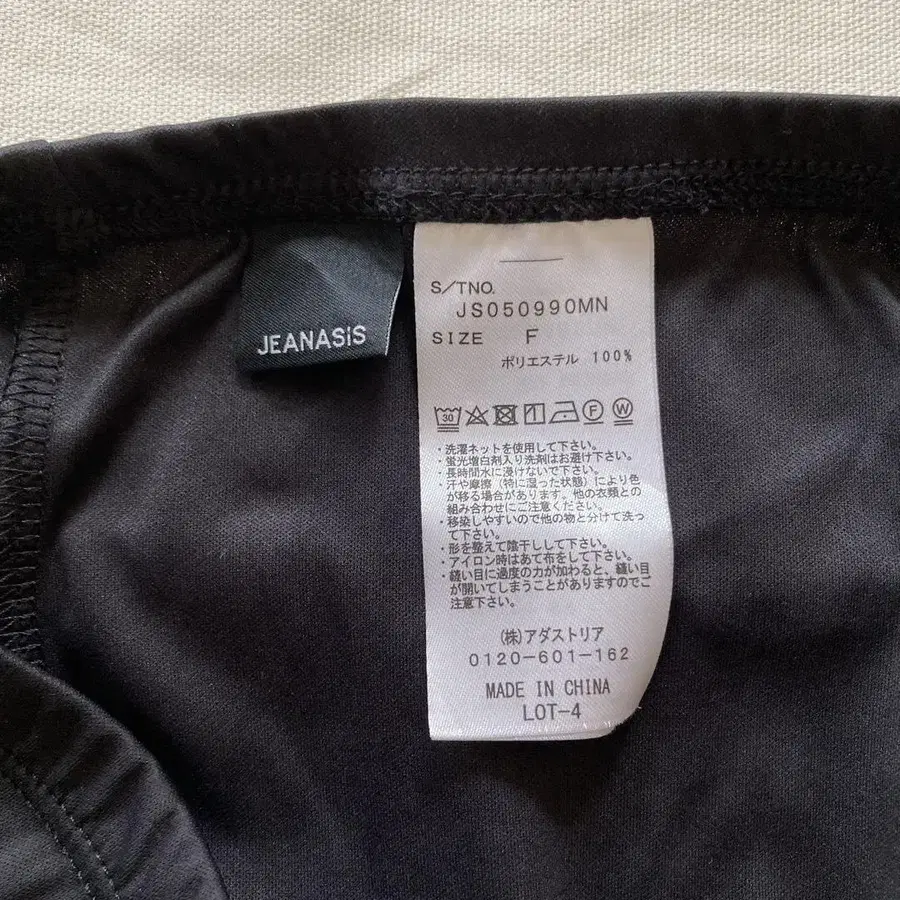 JEANASiS
S/TNO.
JS050990MN
SIZE F
ポリエステル 100%
30
F
W
・洗濯ネットを使用して下さい。
・蛍光増白剤入り洗剤はお避け下さい。
・長時間水に浸けないで下さい。
・汗や摩擦（特に湿った状態）により色
が移る場合があります。他の衣類との
組み合わせにご注意ください。
・移染しやすいので他の物と分けて洗っ
て下さい。
・形を整えて陰干しして下さい。
・アイロン時はあて布をして下さい。
・縫い目に過度の力が加わると、縫い目
が開いてしまうことがありますのでご
注意下さい。
(株)アダストリア
0120-601-162
MADE IN CHINA
LOT-4